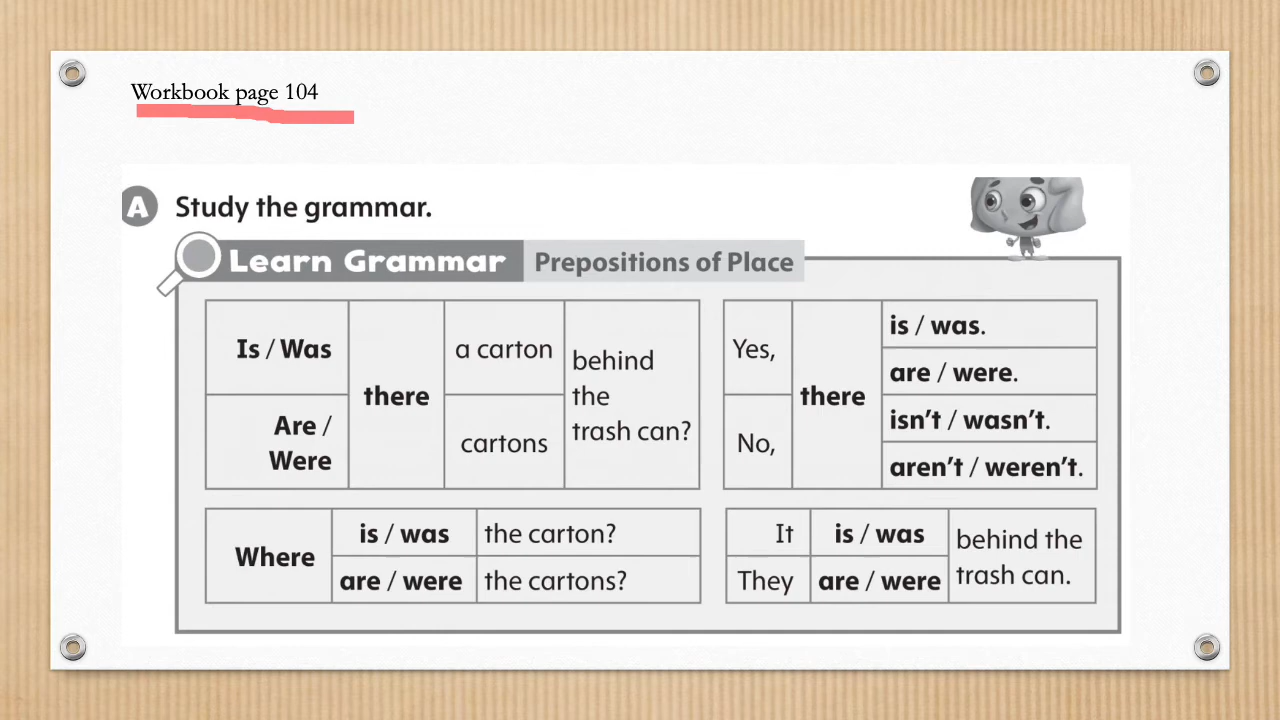 Workbook page 104
A Study the grammar.
Learn Grammar Prepositions of Place
Is / Was
Are /
Were
there
a carton
cartons
behind
the
trash can?
Yes,
No,
there
is / was.
are / were.
isn’t / wasn’t.
aren’t / weren’t.
Where
is / was
the carton?
are / were
the cartons?
It
is / was
They
are / were
behind the
trash can.